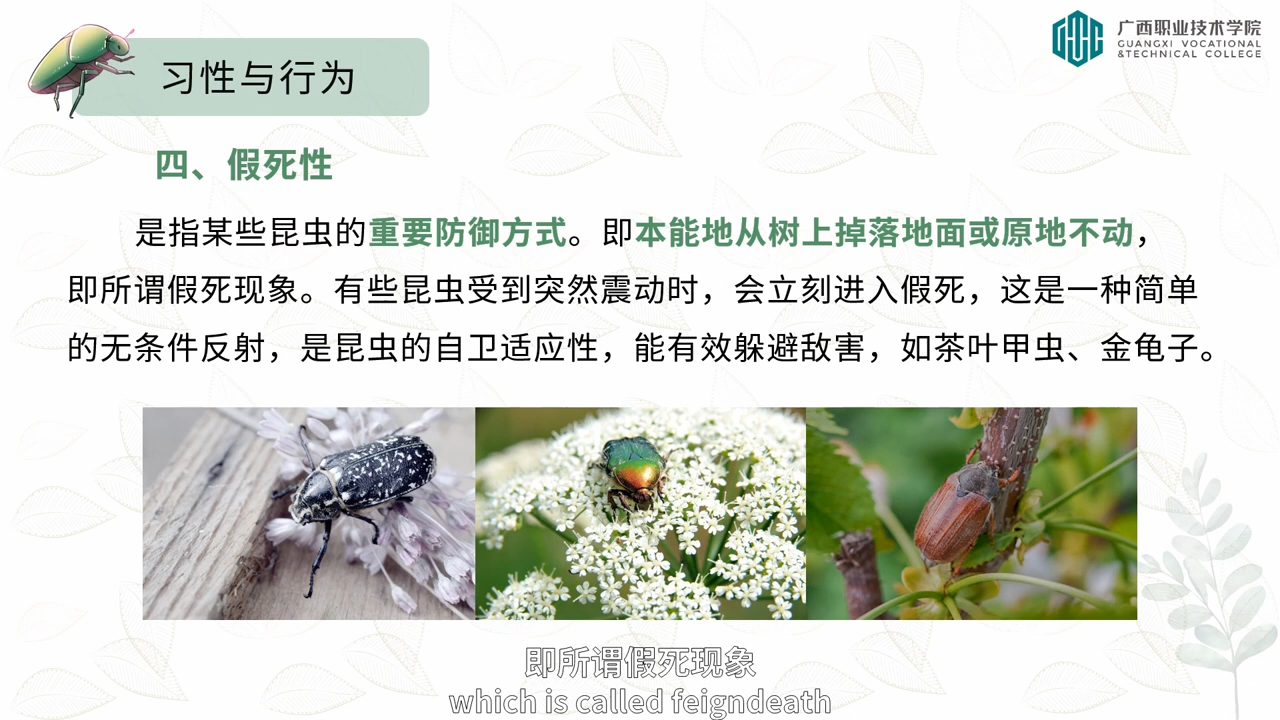 广西职业技术学院
GUANGXI VOCATIONAL
&TECHNICAL COLLEGE
习性与行为
四、假死性
是指某些昆虫的重要防御方式。即本能地从树上掉落地面或原地不动，
即所谓假死现象。有些昆虫受到突然震动时，会立刻进入假死，这是一种简单
的无条件反射，是昆虫的自卫适应性，能有效躲避敌害，如茶叶甲虫、金龟子。
即所谓假死现象
which is called feigndeath